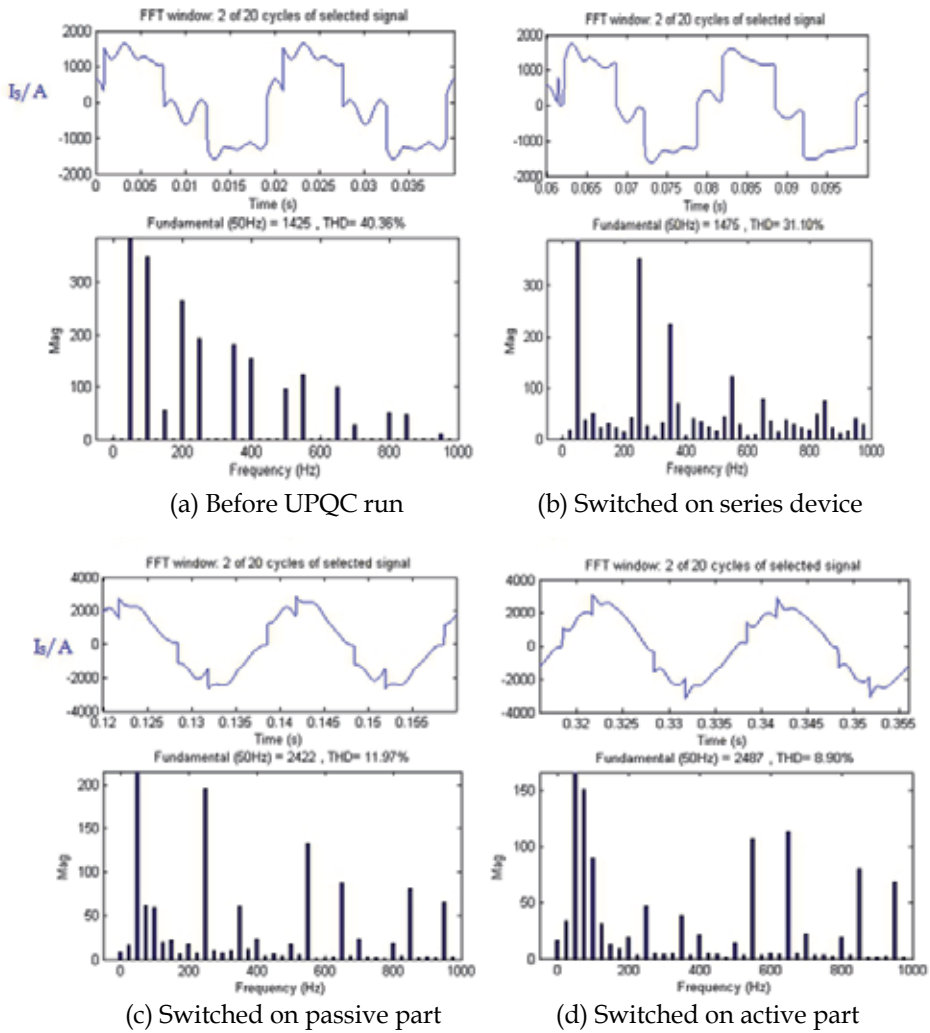 FFT window: 2 of 20 cycles of selected signal
2000
1000
0
-1000
-2000
Is/A
0 0.005 0.01 0.015 0.02 0.025 0.03 0.035
Time (s)
Fundamental (50Hz) = 1425 , THD= 40.36%
300
200
100
0
Mag
0 200 400 600 800 1000
Frequency (Hz)
(a) Before UPQC run
FFT window: 2 of 20 cycles of selected signal
2000
1000
0
-1000
-2000
0.06 0.065 0.07 0.075 0.08 0.085 0.09 0.095
Time (s)
Fundamental (50Hz) = 1475 , THD= 31.10%
300
200
100
0
Mag
0 200 400 600 800 1000
Frequency (Hz)
(b) Switched on series device
FFT window: 2 of 20 cycles of selected signal
4000
2000
0
-2000
-4000
Is/A
0.12 0.125 0.13 0.135 0.14 0.145 0.15 0.155
Time (s)
Fundamental (50Hz) = 2422 , THD= 11.97%
200
150
100
50
0
Mag
0 200 400 600 800 1000
Frequency (Hz)
(c) Switched on passive part
FFT window: 2 of 20 cycles of selected signal
4000
2000
0
-2000
-4000
0.32 0.325 0.33 0.335 0.34 0.345 0.35 0.355
Time (s)
Fundamental (50Hz) = 2487 , THD= 8.90%
150
100
50
0
Mag
0 200 400 600 800 1000
Frequency (Hz)
(d) Switched on active part